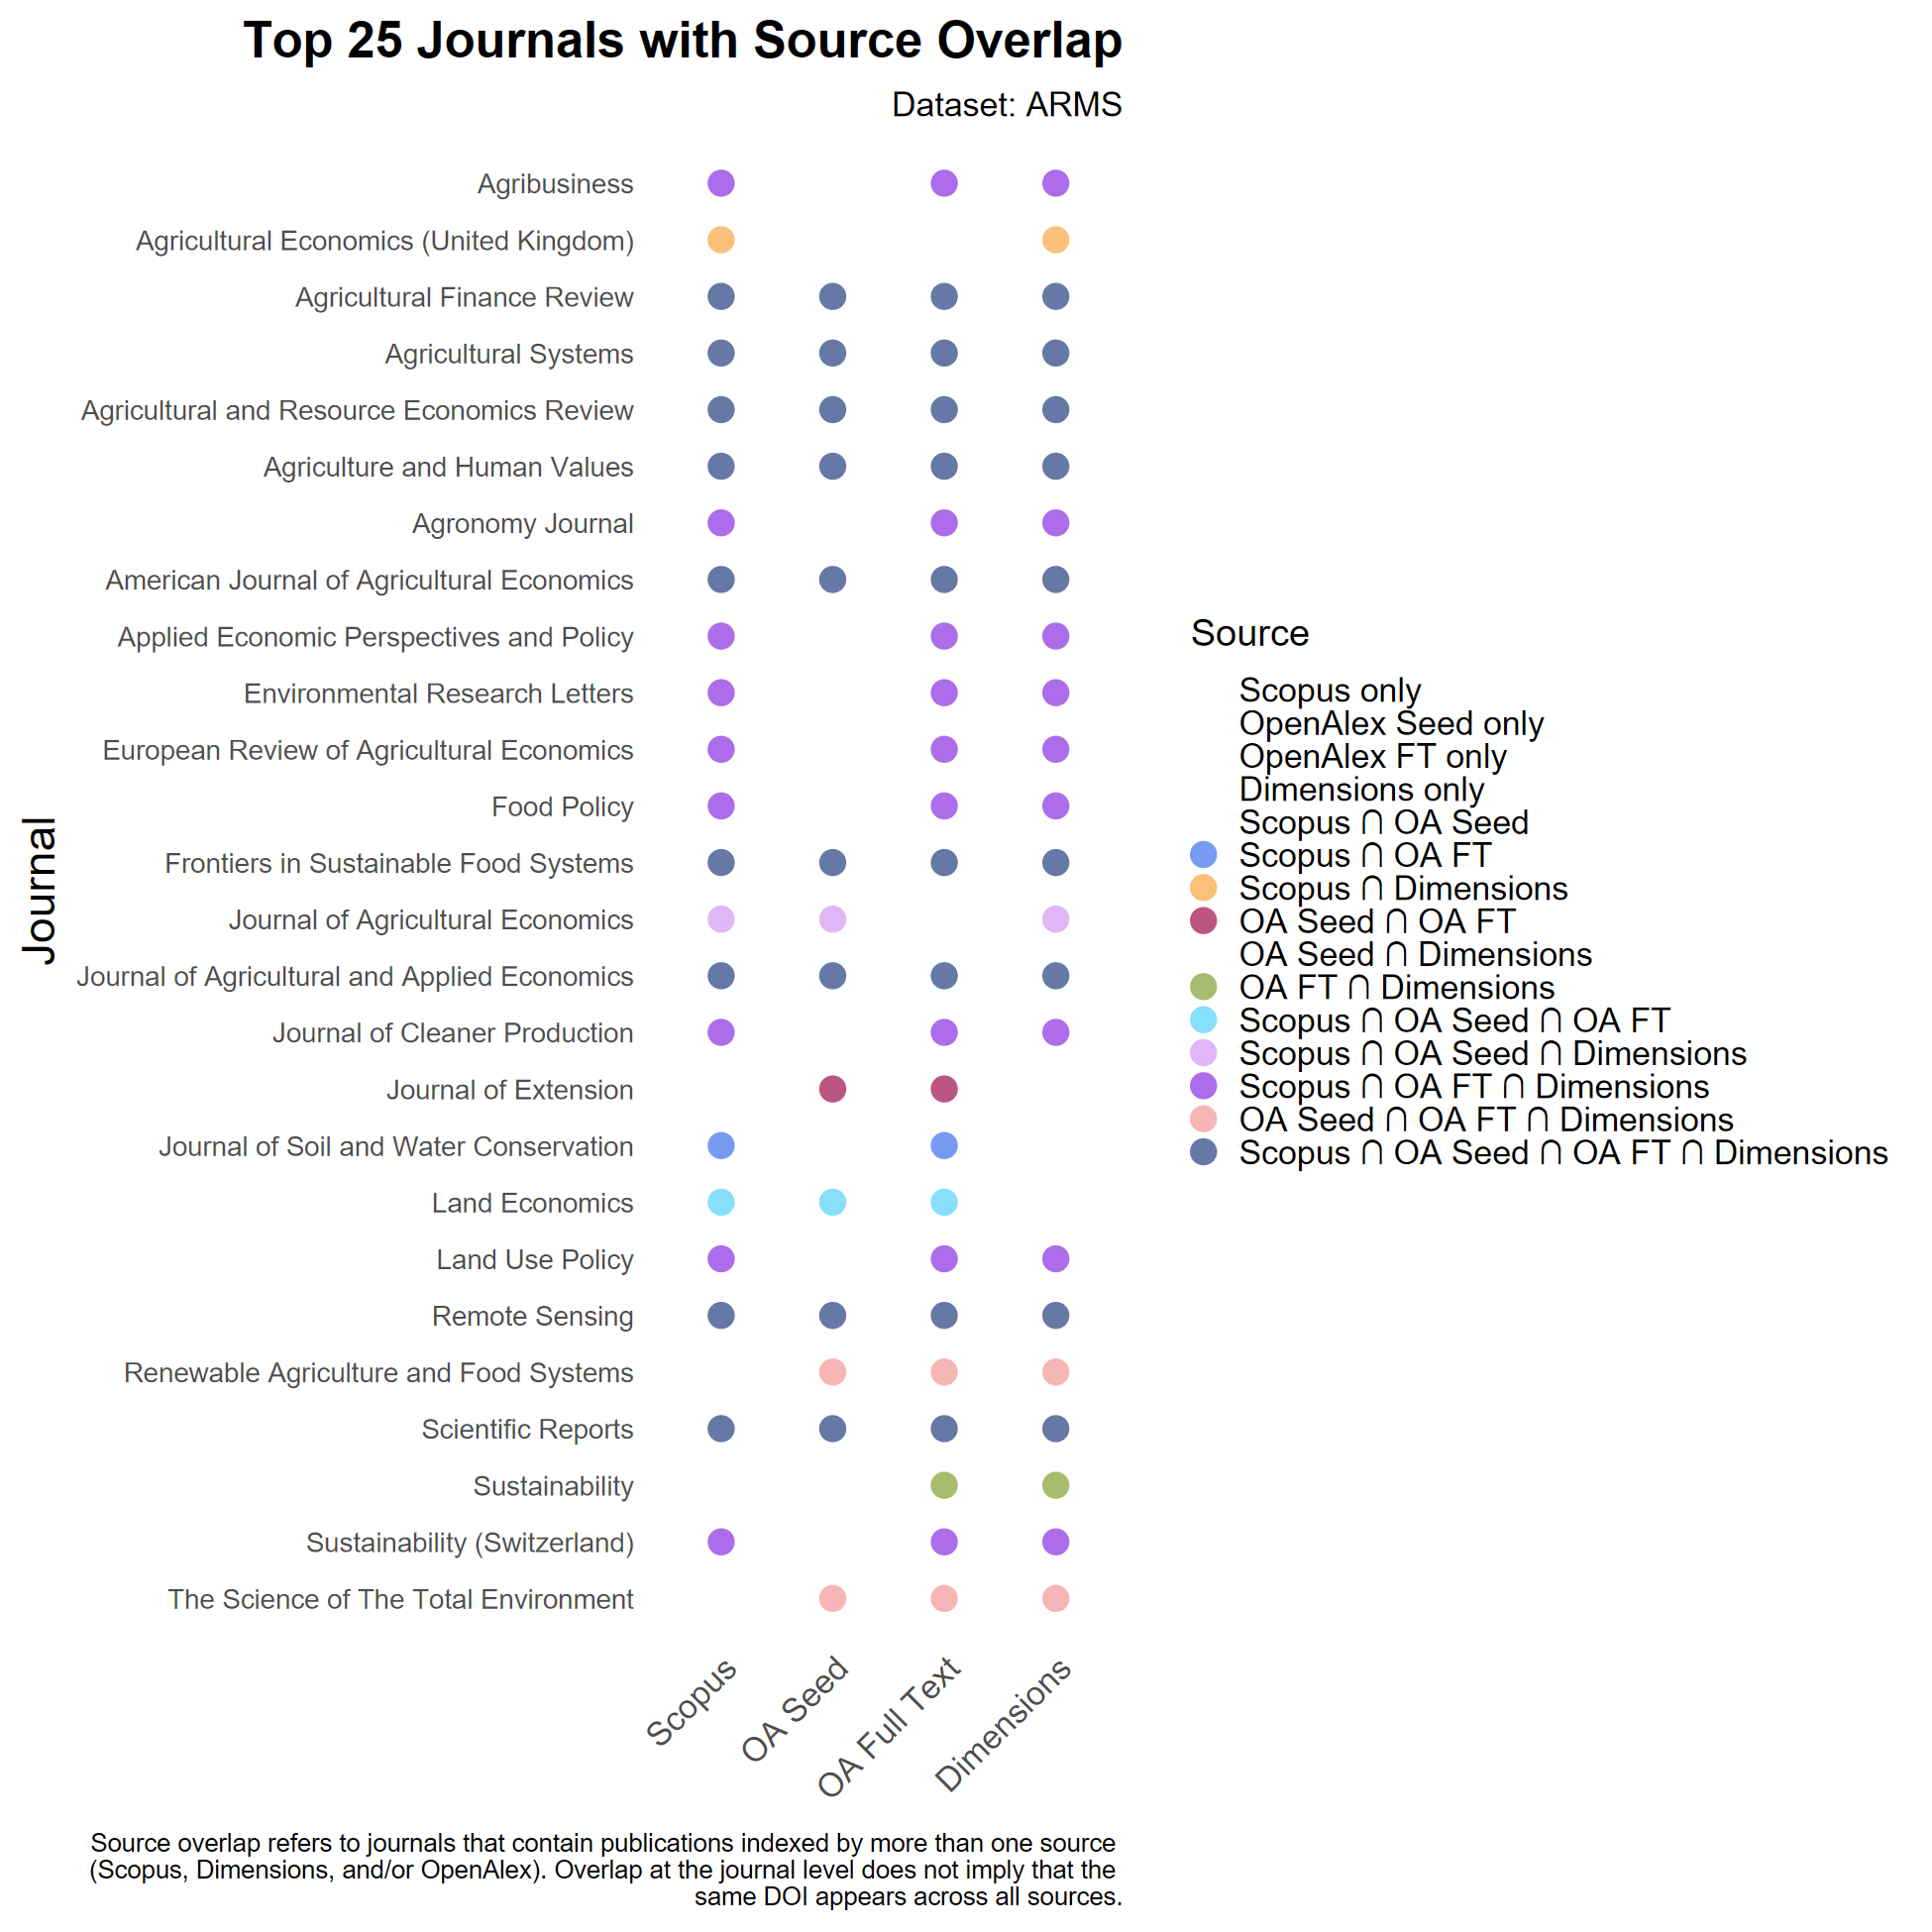 Top 25 Journals with Source Overlap
Dataset: ARMS
Journal
Agribusiness
Agricultural Economics (United Kingdom)
Agricultural Finance Review
Agricultural Systems
Agricultural and Resource Economics Review
Agriculture and Human Values
Agronomy Journal
American Journal of Agricultural Economics
Applied Economic Perspectives and Policy
Environmental Research Letters
European Review of Agricultural Economics
Food Policy
Frontiers in Sustainable Food Systems
Journal of Agricultural Economics
Journal of Agricultural and Applied Economics
Journal of Cleaner Production
Journal of Extension
Journal of Soil and Water Conservation
Land Economics
Land Use Policy
Remote Sensing
Renewable Agriculture and Food Systems
Scientific Reports
Sustainability
Sustainability (Switzerland)
The Science of The Total Environment
Scopus
OA Seed
OA Full Text
Dimensions
Source
Scopus only
OpenAlex Seed only
OpenAlex FT only
Dimensions only
Scopus ∩ OA Seed
Scopus ∩ OA FT
Scopus ∩ Dimensions
OA Seed ∩ OA FT
OA Seed ∩ Dimensions
OA FT ∩ Dimensions
Scopus ∩ OA Seed ∩ OA FT
Scopus ∩ OA Seed ∩ Dimensions
Scopus ∩ OA FT ∩ Dimensions
OA Seed ∩ OA FT ∩ Dimensions
Scopus ∩ OA Seed ∩ OA FT ∩ Dimensions
Source overlap refers to journals that contain publications indexed by more than one source
(Scopus, Dimensions, and/or OpenAlex). Overlap at the journal level does not imply that the
same DOI appears across all sources.